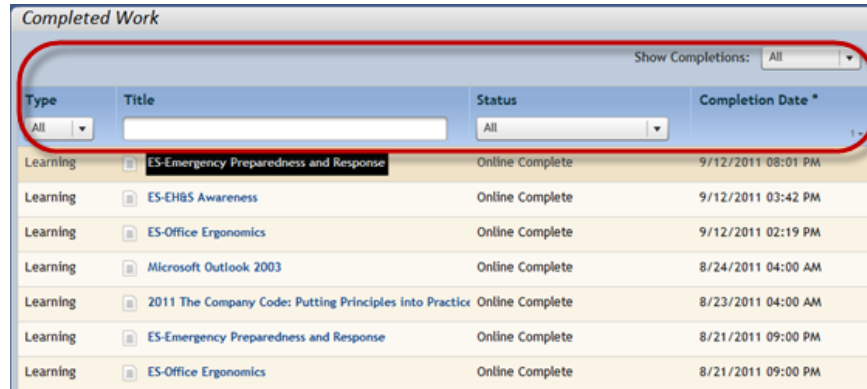 Completed Work
Show Completions: All
Type Title Status Completion Date *
All All
Learning ES-Emergency Preparedness and Response Online Complete 9/12/2011 08:01 PM
Learning ES-EH&S Awareness Online Complete 9/12/2011 03:42 PM
Learning ES-Office Ergonomics Online Complete 9/12/2011 02:19 PM
Learning Microsoft Outlook 2003 Online Complete 8/24/2011 04:00 AM
Learning 2011 The Company Code: Putting Principles into Practice Online Complete 8/23/2011 04:00 AM
Learning ES-Emergency Preparedness and Response Online Complete 8/21/2011 09:00 PM
Learning ES-Office Ergonomics Online Complete 8/21/2011 09:00 PM